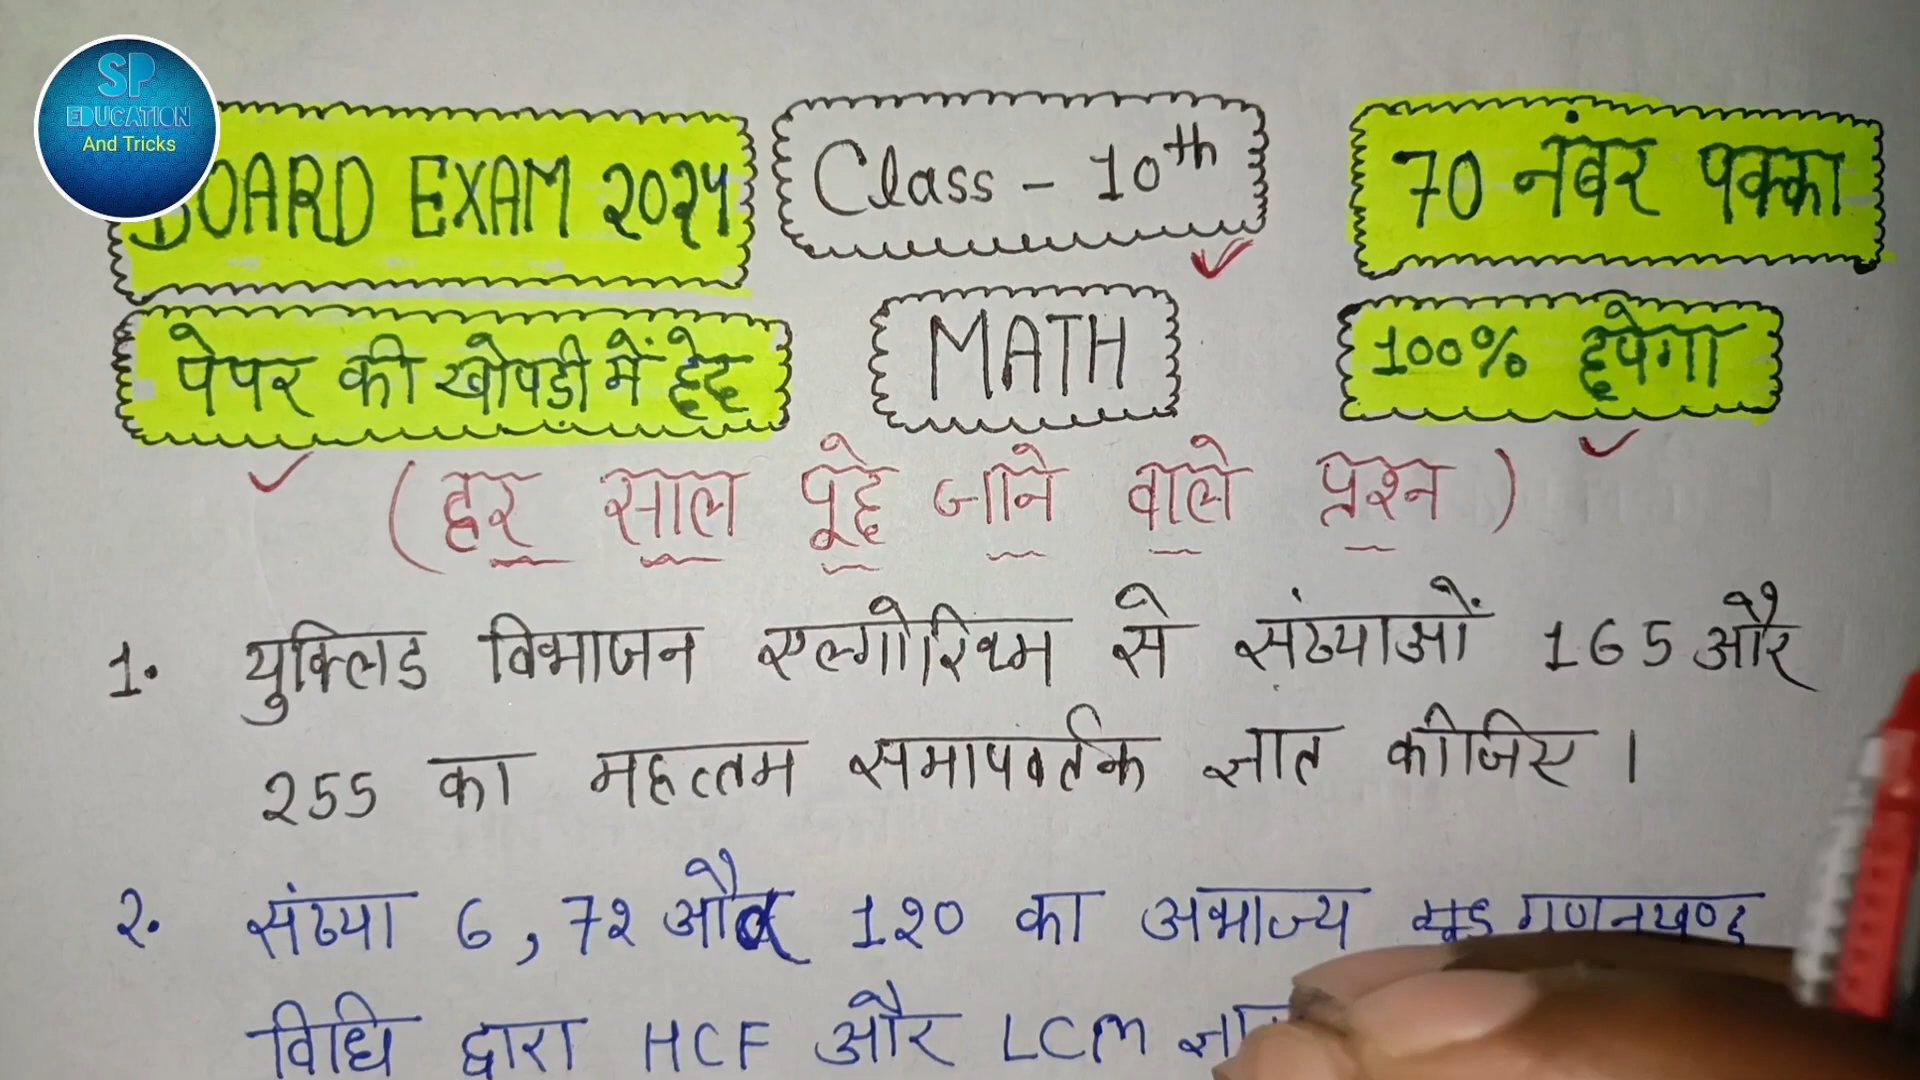 SP
EDUCATION
And Tricks
BOARD EXAM 2024
Class - 10th
70 नंबर पक्का
पेपर की खोपडी में छेद
MATH
100% छपेगा
(हर साल पूछे जाने वाले प्रश्न)
1. युक्लिड विभाजन एल्गोरिथ्म से संख्याओं 165 और
255 का महत्तम समापवर्तक ज्ञात कीजिए।
2. संख्या 6, 72 और 120 का अभाज्य गुणनखण्ड
विधि द्वारा HCF और LCM